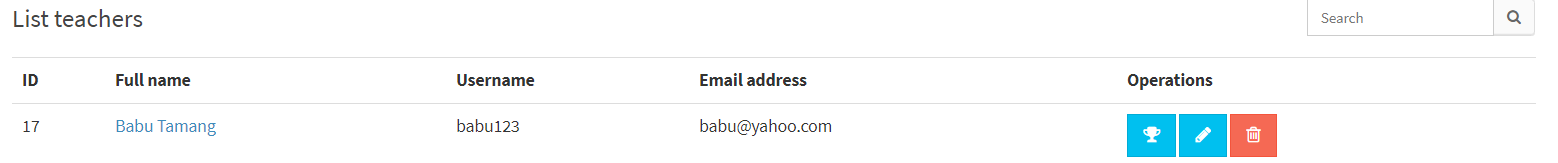 List teachers
Search
ID Full name Username Email address Operations
17 Babu Tamang babu123 babu@yahoo.com